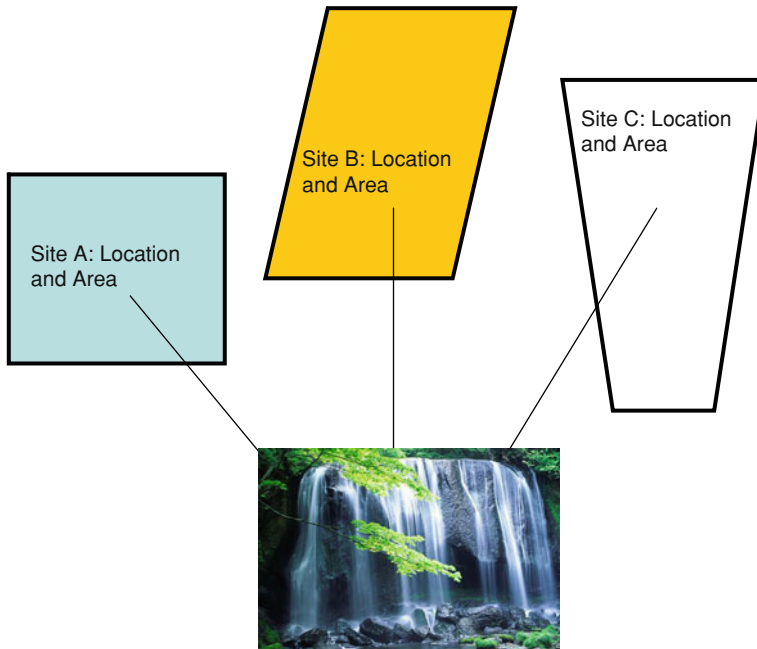 Site A: Location
and Area
Site B: Location
and Area
Site C: Location
and Area